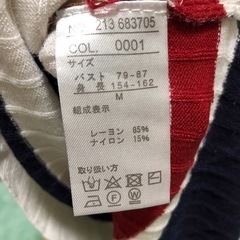 No. 213 683705
COL. 0001
サイズ
バスト 79-87
身長 154-162
M
組成表示
レーヨン 85%
ナイロン 15%
取り扱い方